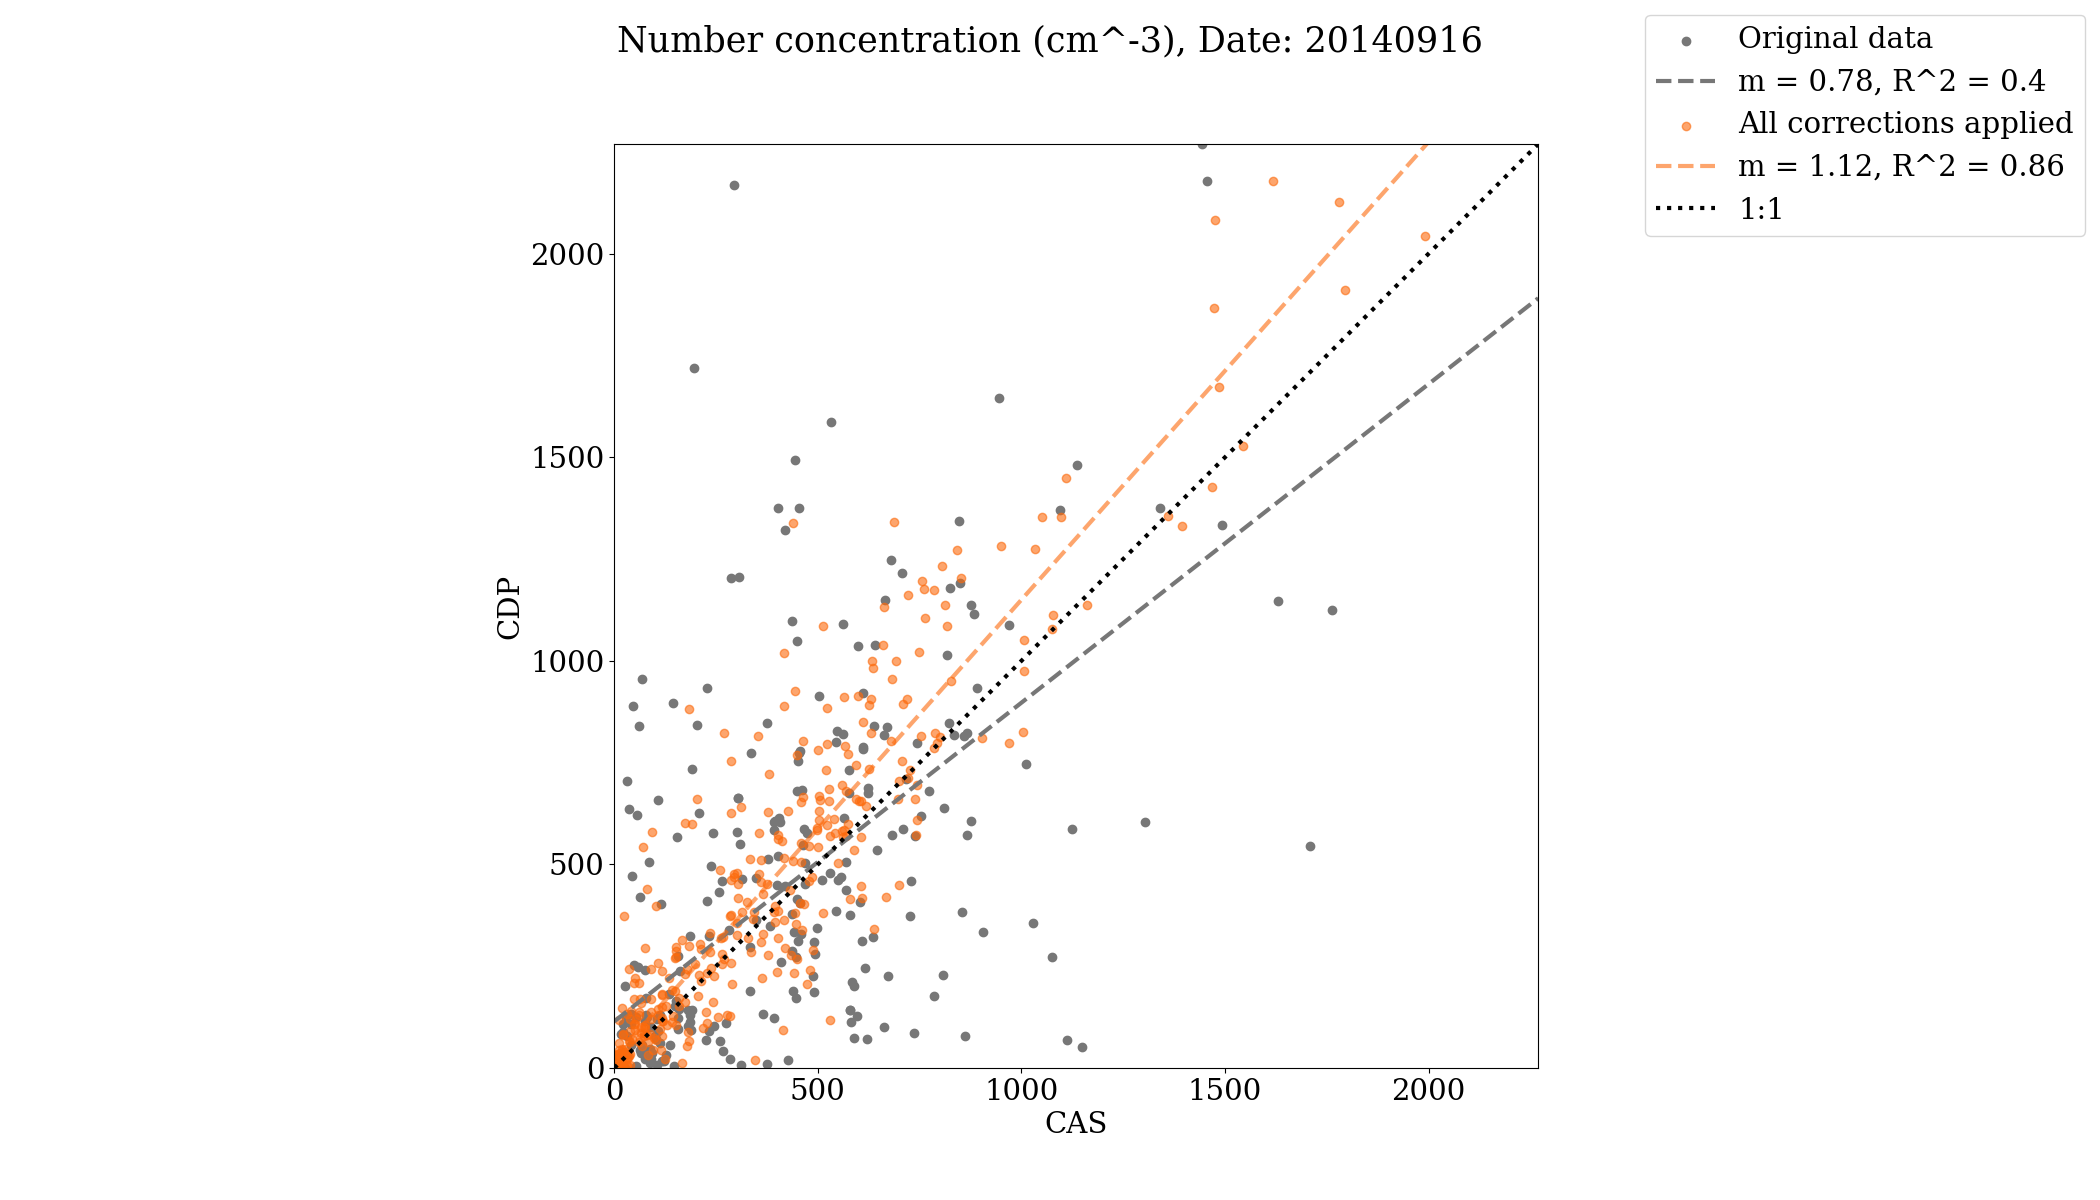 Number concentration (cm^-3), Date: 20140916
Original data
m = 0.78, R^2 = 0.4
All corrections applied
m = 1.12, R^2 = 0.86
1:1
2000
1500
1000
500
0
CDP
0 500 1000 1500 2000
CAS